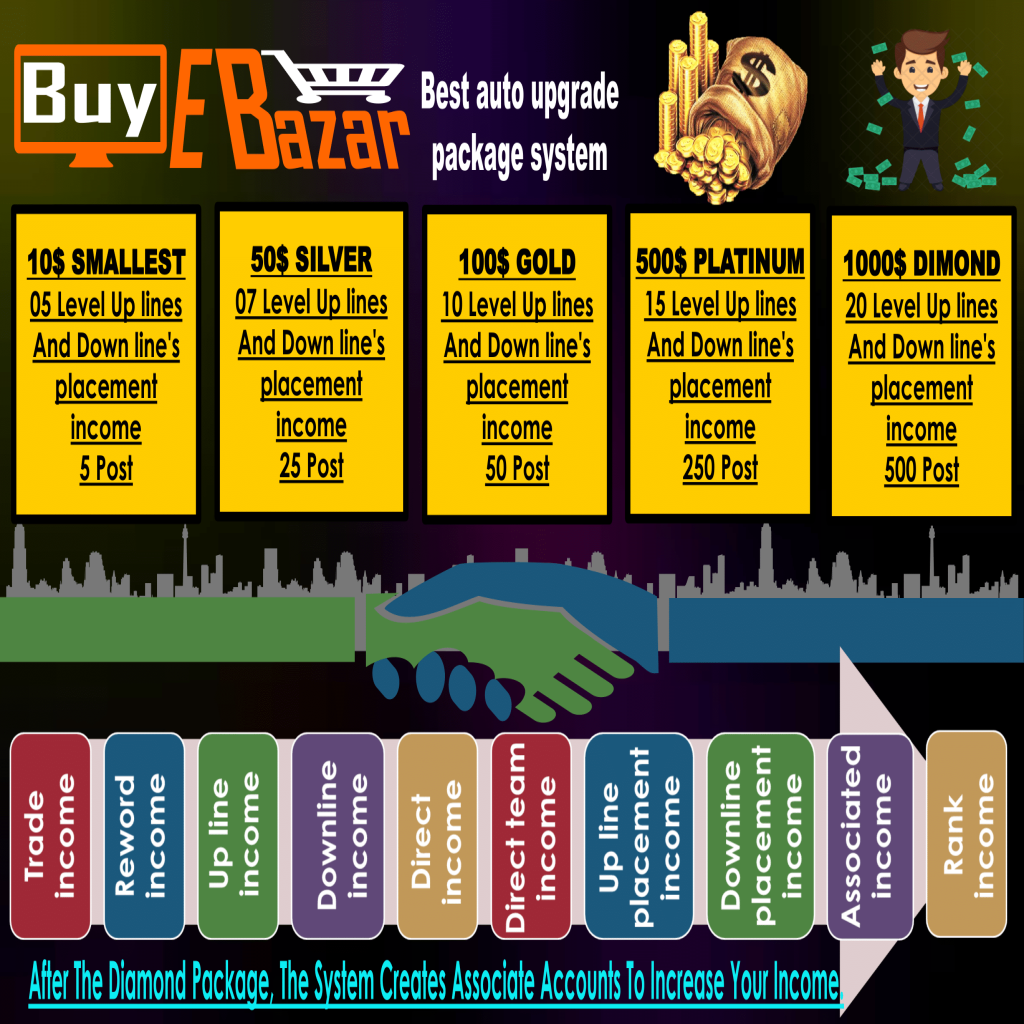 Buy E Bazar
Best auto upgrade
package system
$
10$ SMALLEST
05 Level Up lines
And Down line's
placement
income
5 Post
50$ SILVER
07 Level Up lines
And Down line's
placement
income
25 Post
100$ GOLD
10 Level Up lines
And Down line's
placement
income
50 Post
500$ PLATINUM
15 Level Up lines
And Down line's
placement
income
250 Post
1000$ DIMOND
20 Level Up lines
And Down line's
placement
income
500 Post
Trade
income
Reword
income
Up line
income
Downline
income
Direct
income
Direct team
income
Up line
placement
income
Downline
placement
income
Associated
income
Rank
income
After The Diamond Package, The System Creates Associate Accounts To Increase Your Income.